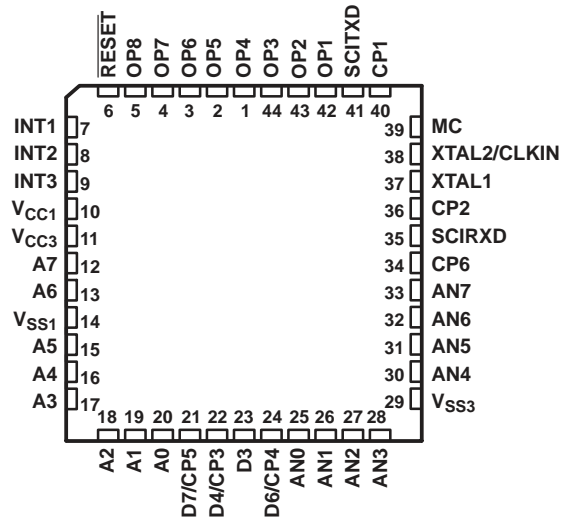 RESET
OP8
OP7
OP6
OP5
OP4
OP3
OP2
OP1
SCITXD
CP1
6 5 4 3 2 1 44 43 42 41 40
INT1 7
INT2 8
INT3 9
VCC1 10
VCC3 11
A7 12
A6 13
VSS1 14
A5 15
A4 16
A3 17
39 MC
38 XTAL2/CLKIN
37 XTAL1
36 CP2
35 SCIRXD
34 CP6
33 AN7
32 AN6
31 AN5
30 AN4
29 VSS3
18 19 20 21 22 23 24 25 26 27 28
A2
A1
A0
D7/CP5
D4/CP3
D3
D6/CP4
AN0
AN1
AN2
AN3